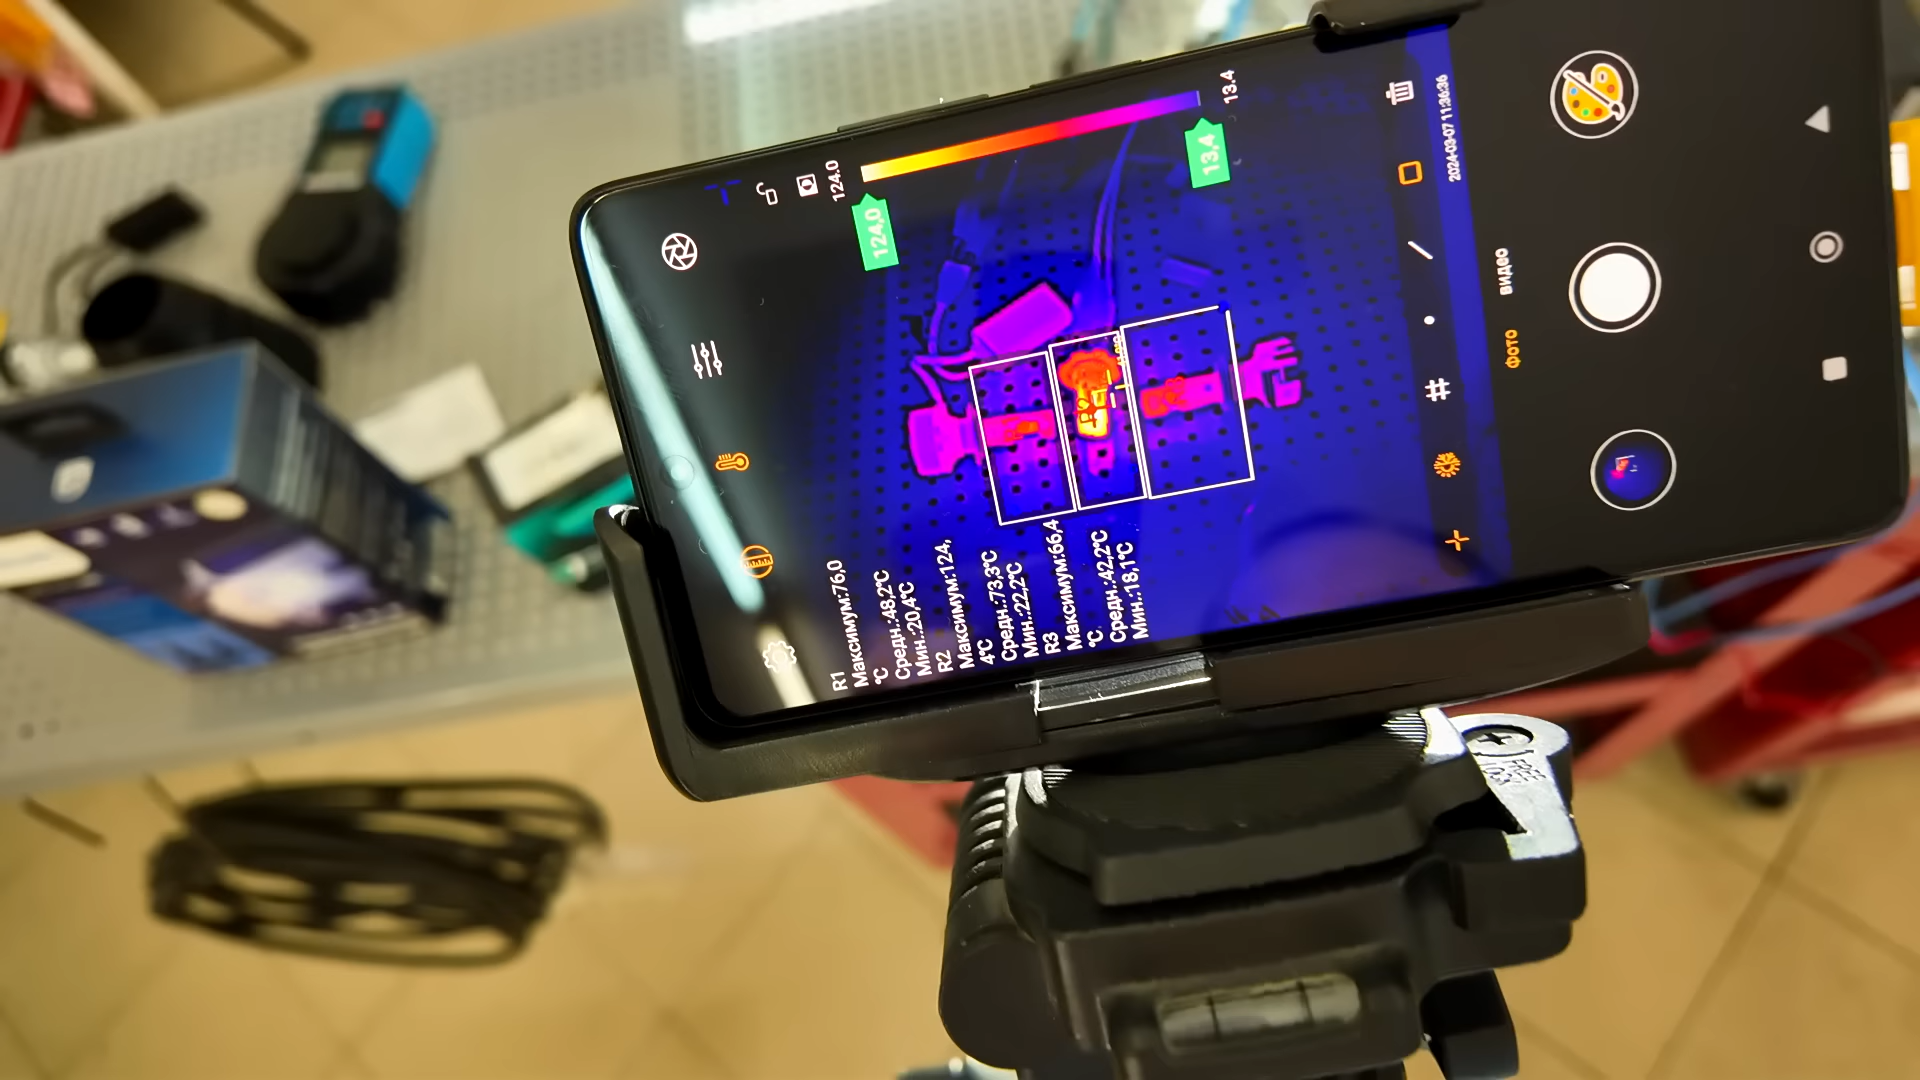 124.0
13.4
124,0
13,4
R1
Максимум:76,0
°C
Средн.:48,2°C
Мин.:20,4°C
R2
Максимум:124,
4°C
Средн.:73,3°C
Мин.:22,2°C
R3
Максимум:66,4
°C
Средн.:42,2°C
Мин.:18,1°C
2024-03-07 11:36:36
фото
видео